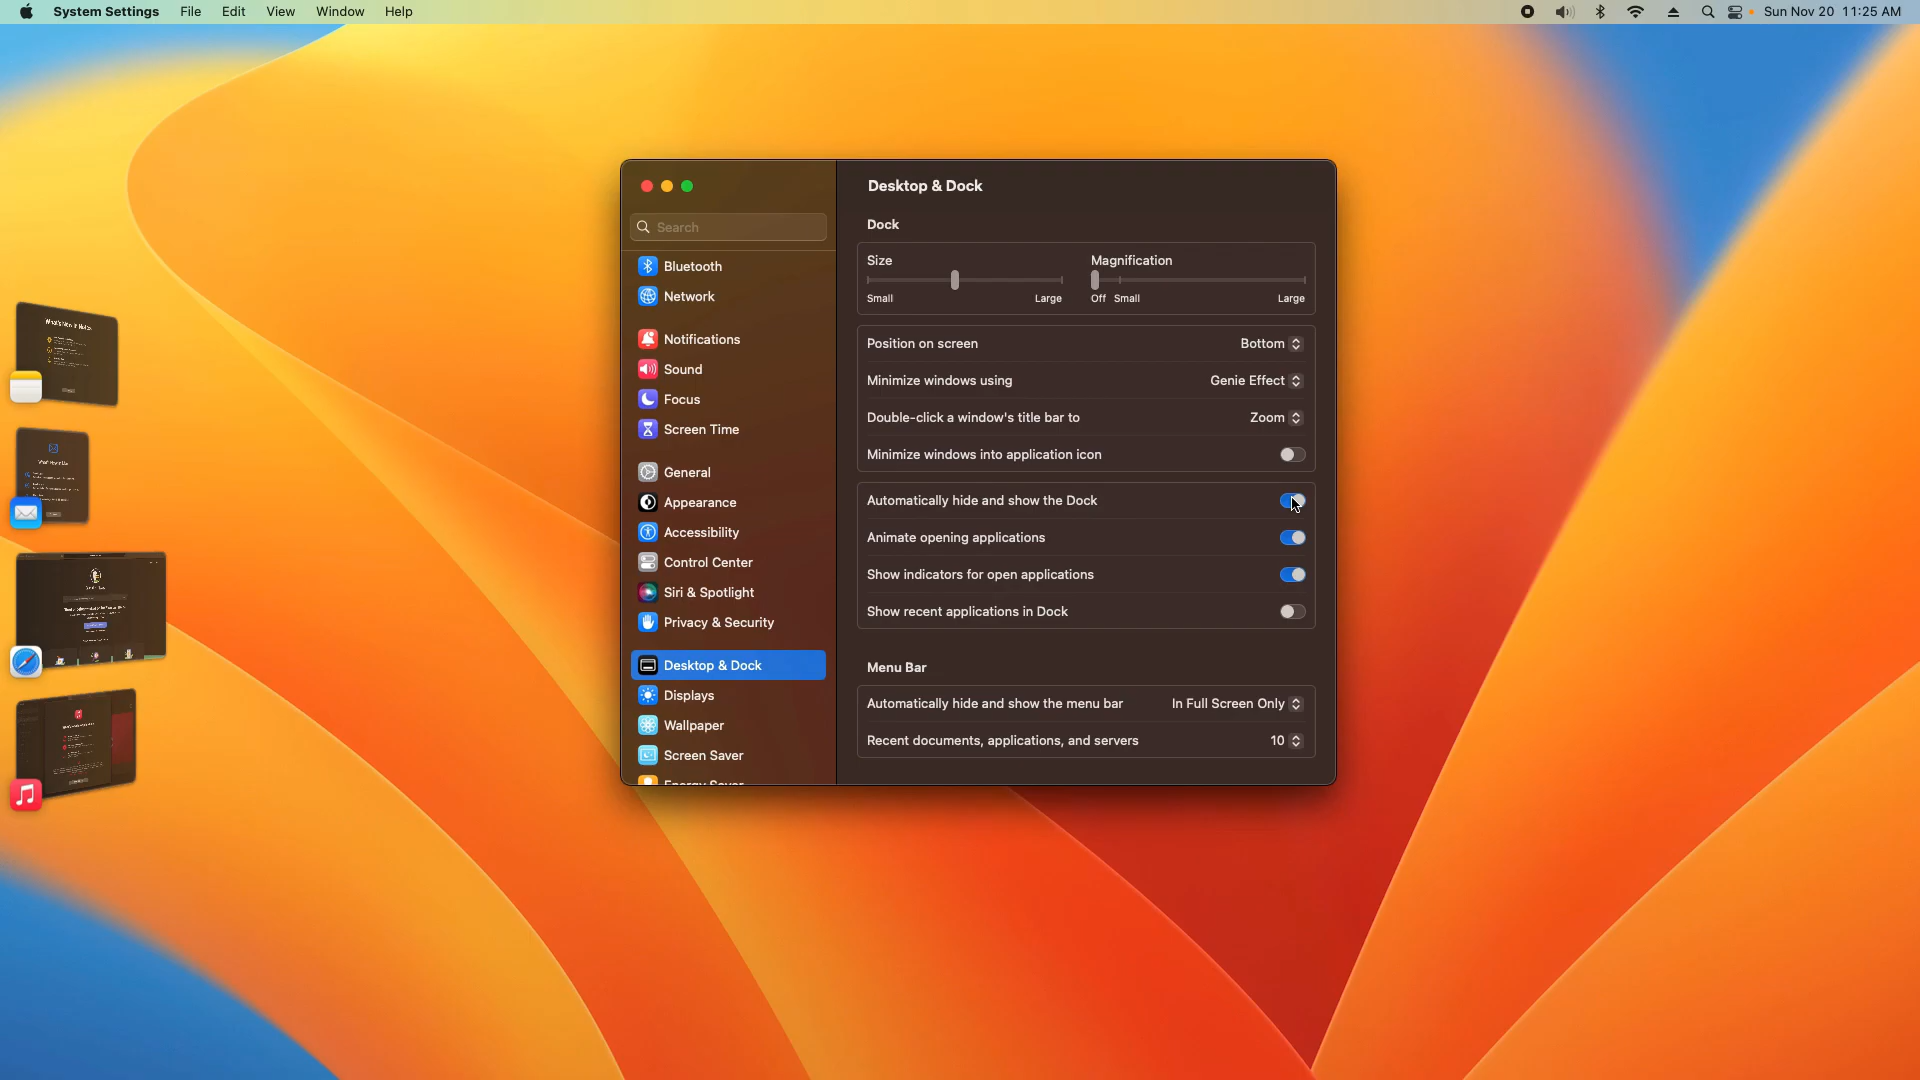 System Settings File Edit View Window Help
Sun Nov 20 11:25 AM
Search
Bluetooth
Network
Notifications
Sound
Focus
Screen Time
General
Appearance
Accessibility
Control Center
Siri & Spotlight
Privacy & Security
Desktop & Dock
Displays
Wallpaper
Screen Saver
Energy Saver
Desktop & Dock
Dock
Size Magnification
Small Large Off Small Large
Position on screen Bottom
Minimize windows using Genie Effect
Double-click a window's title bar to Zoom
Minimize windows into application icon
Automatically hide and show the Dock
Animate opening applications
Show indicators for open applications
Show recent applications in Dock
Menu Bar
Automatically hide and show the menu bar In Full Screen Only
Recent documents, applications, and servers 10